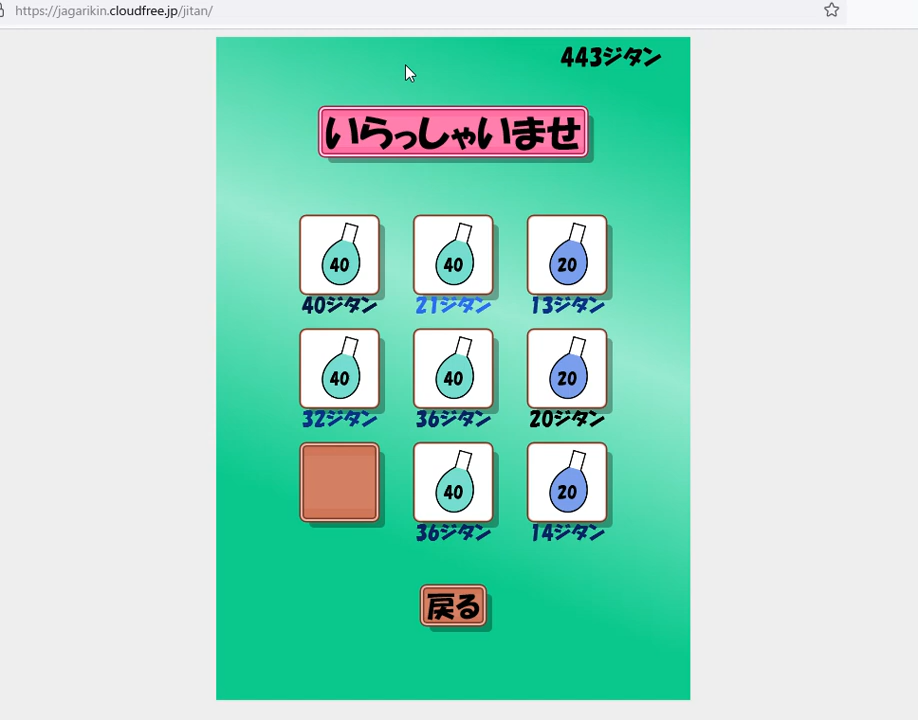 https://jagarikin.cloudfree.jp/jitan/
443ジタン
いらっしゃいませ
40 40 20
40ジタン 21ジタン 13ジタン
40 40 20
32ジタン 36ジタン 20ジタン
40 20
36ジタン 14ジタン
戻る